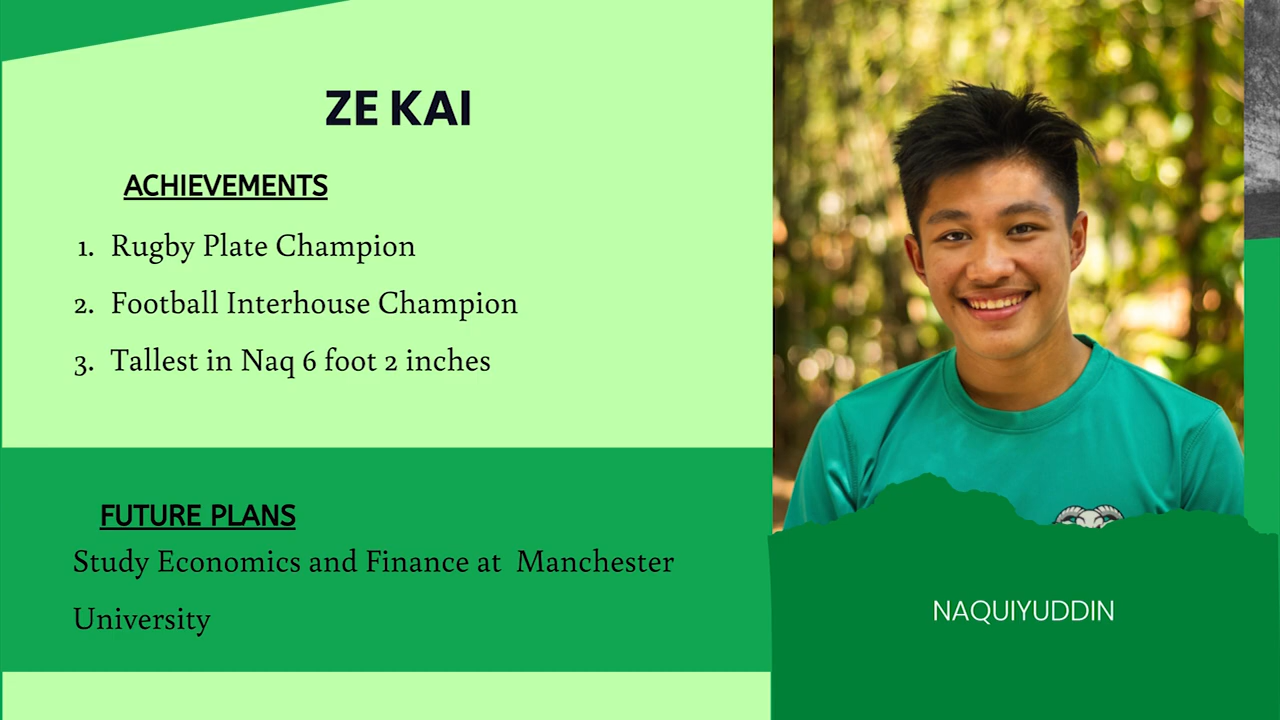 ZE KAI
ACHIEVEMENTS
1. Rugby Plate Champion
2. Football Interhouse Champion
3. Tallest in Naq 6 foot 2 inches
FUTURE PLANS
Study Economics and Finance at  Manchester
University
NAQUIYUDDIN